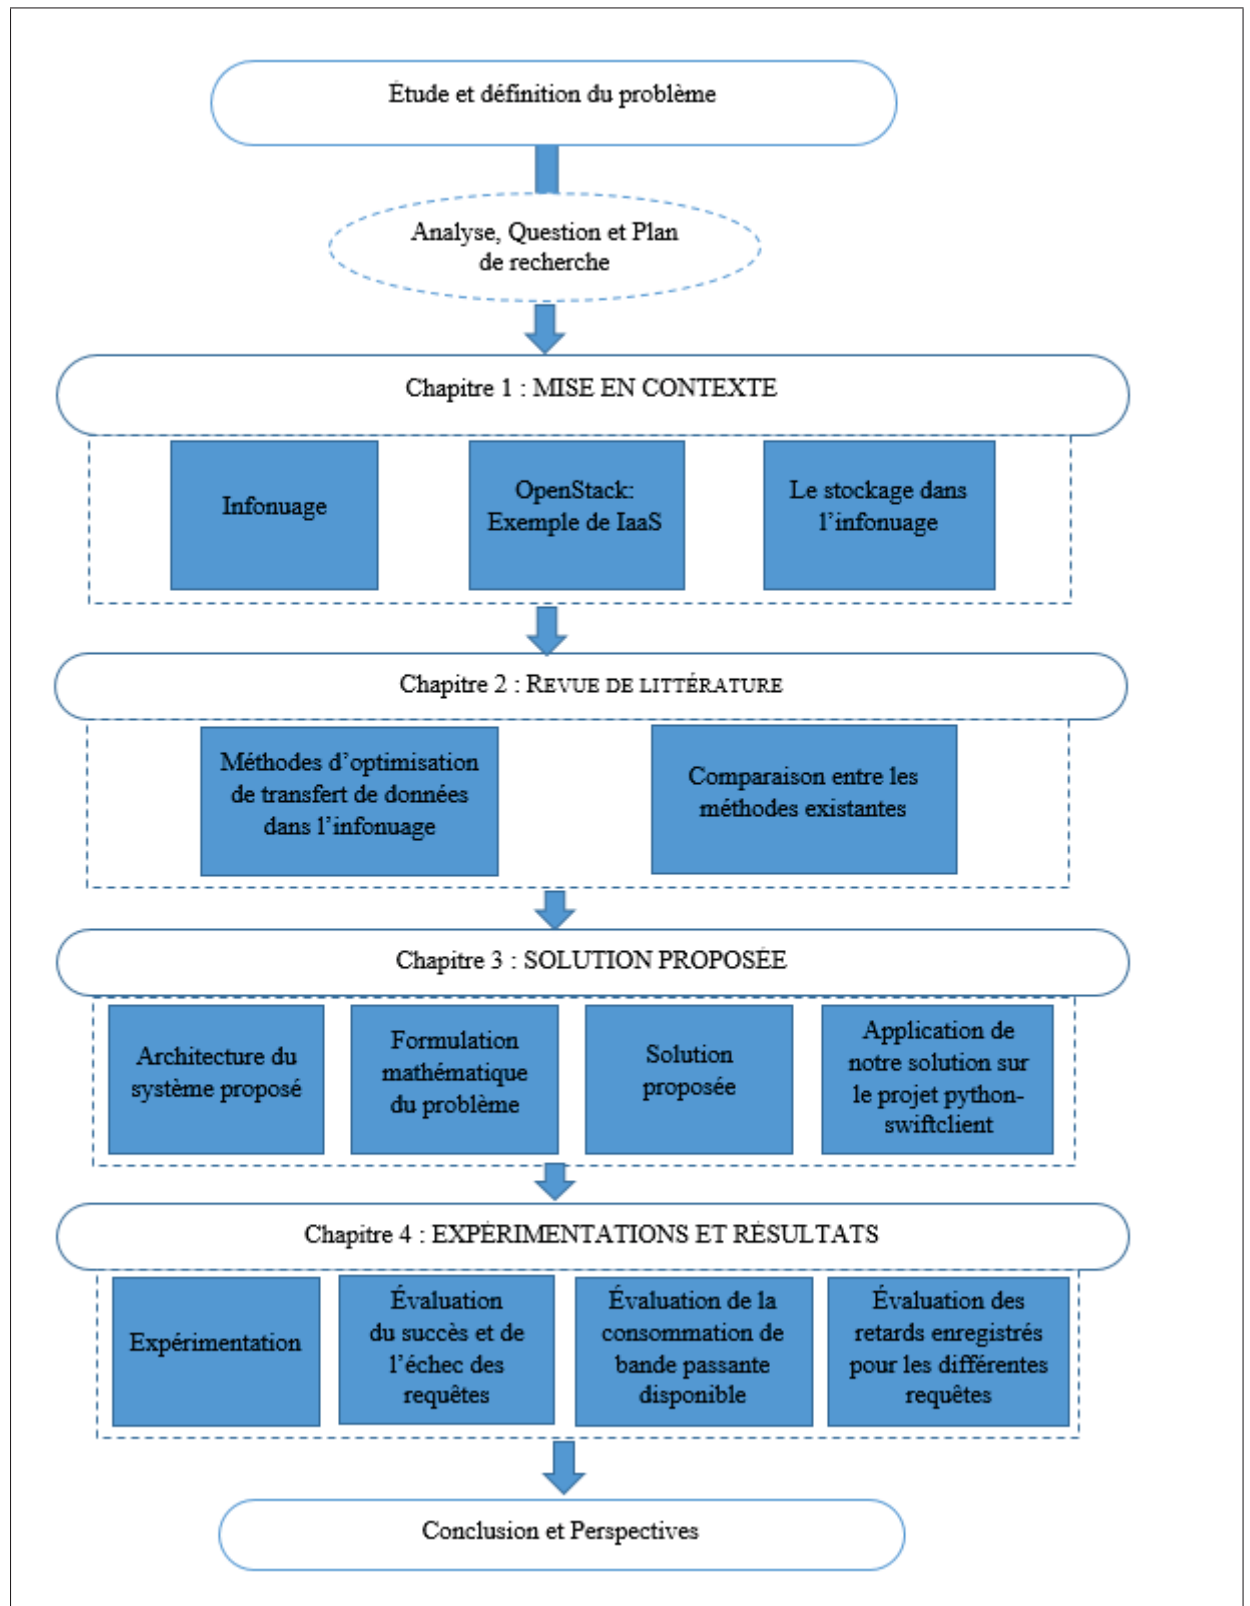 Étude et définition du problème
Analyse, Question et Plan
de recherche
Chapitre 1 : MISE EN CONTEXTE
Infonuage
OpenStack:
Exemple de IaaS
Le stockage dans
l'infonuage
Chapitre 2 : REVUE DE LITTÉRATURE
Méthodes d'optimisation
de transfert de données
dans l'infonuage
Comparaison entre les
méthodes existantes
Chapitre 3 : SOLUTION PROPOSÉE
Architecture du
système proposé
Formulation
mathématique
du problème
Solution
proposée
Application de
notre solution sur
le projet python-
swiftclient
Chapitre 4 : EXPÉRIMENTATIONS ET RÉSULTATS
Expérimentation
Évaluation
du succès et de
l'échec des
requêtes
Évaluation de la
consommation de
bande passante
disponible
Évaluation des
retards enregistrés
pour les différentes
requêtes
Conclusion et Perspectives